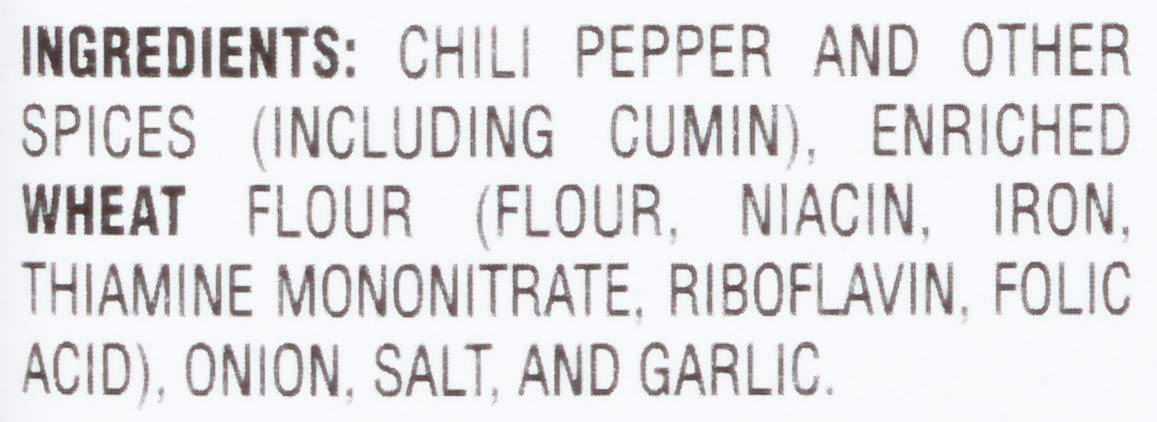 INGREDIENTS: CHILI PEPPER AND OTHER
SPICES (INCLUDING CUMIN), ENRICHED
WHEAT FLOUR (FLOUR, NIACIN, IRON,
THIAMINE MONONITRATE, RIBOFLAVIN, FOLIC
ACID), ONION, SALT, AND GARLIC.